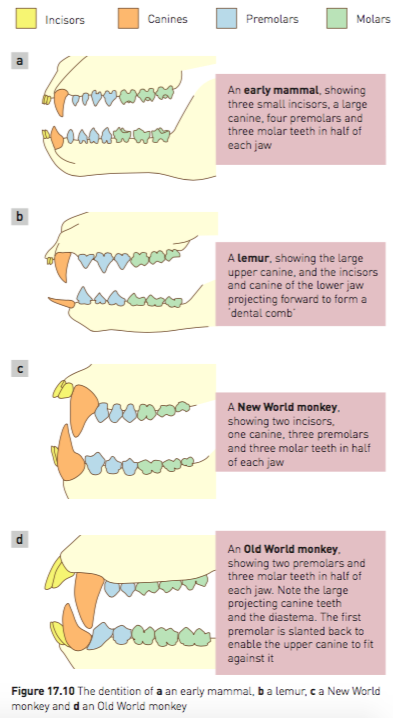 Incisors Canines Premolars Molars
a
An early mammal, showing
three small incisors, a large
canine, four premolars and
three molar teeth in half of
each jaw
b
A lemur, showing the large
upper canine, and the incisors
and canine of the lower jaw
projecting forward to form a
‘dental comb’
c
A New World monkey,
showing two incisors,
one canine, three premolars
and three molar teeth in half
of each jaw
d
An Old World monkey,
showing two premolars and
three molar teeth in half of
each jaw. Note the large
projecting canine teeth
and the diastema. The first
premolar is slanted back to
enable the upper canine to fit
against it
Figure 17.10 The dentition of a an early mammal, b a lemur, c a New World
monkey and d an Old World monkey